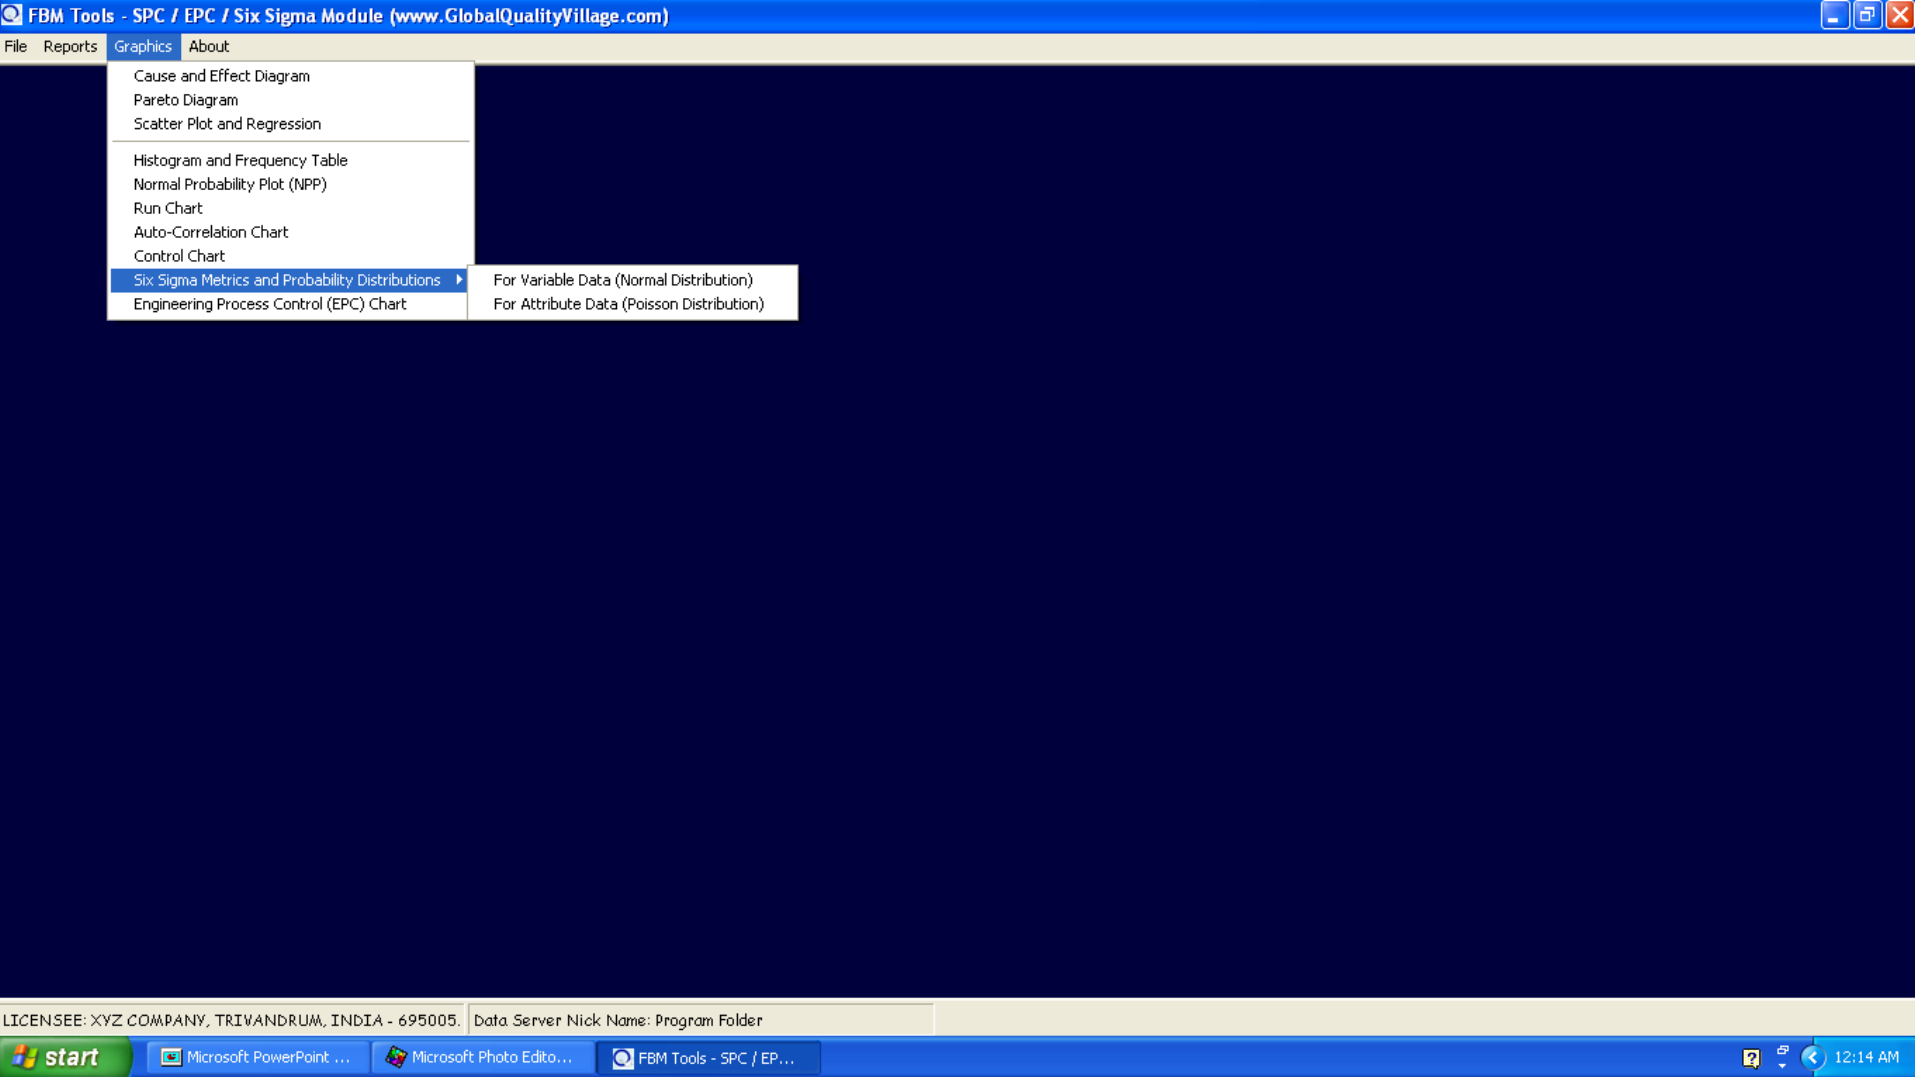 FBM Tools - SPC / EPC / Six Sigma Module (www.GlobalQualityVillage.com)
File Reports Graphics About
Cause and Effect Diagram
Pareto Diagram
Scatter Plot and Regression
Histogram and Frequency Table
Normal Probability Plot (NPP)
Run Chart
Auto-Correlation Chart
Control Chart
Six Sigma Metrics and Probability Distributions
For Variable Data (Normal Distribution)
Engineering Process Control (EPC) Chart
For Attribute Data (Poisson Distribution)
LICENSEE: XYZ COMPANY, TRIVANDRUM, INDIA - 695005. Data Server Nick Name: Program Folder
start Microsoft PowerPoint ... Microsoft Photo Edito... FBM Tools - SPC / EP... 12:14 AM